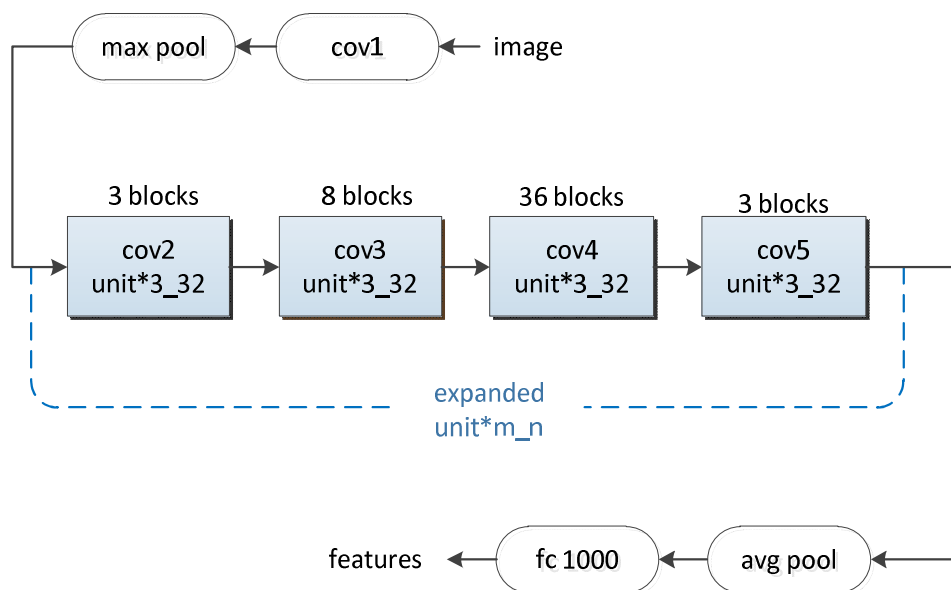 max pool
cov1
image
3 blocks
8 blocks
36 blocks
3 blocks
cov2
unit*3_32
cov3
unit*3_32
cov4
unit*3_32
cov5
unit*3_32
expanded
unit*m_n
features
fc 1000
avg pool